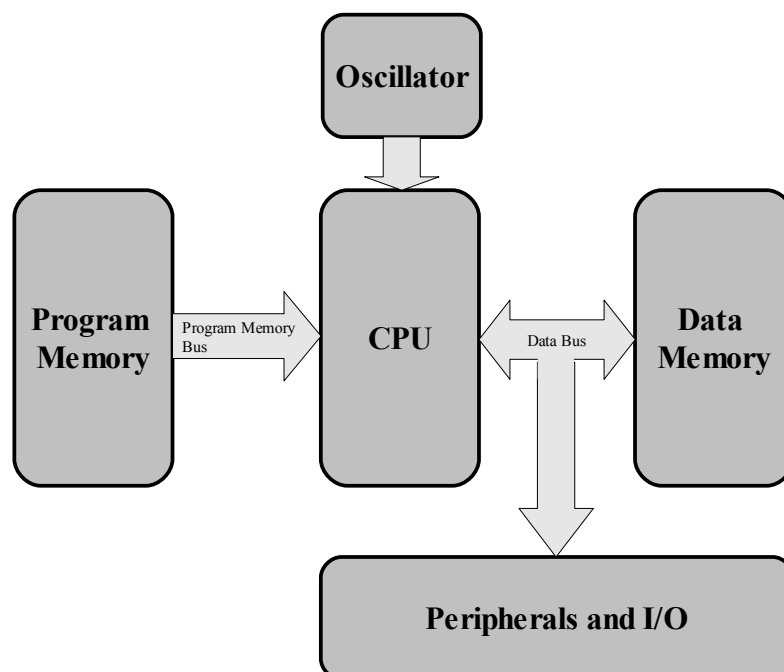 Oscillator
Program
Memory
Program Memory
Bus
CPU
Data Bus
Data
Memory
Peripherals and I/O